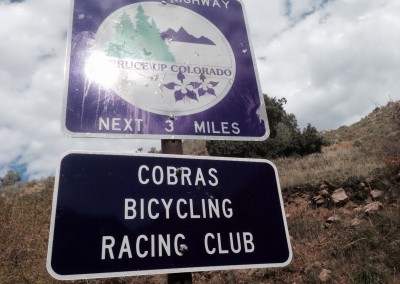 HIGHWAY
SPRUCE UP COLORADO
NEXT 3 MILES
COBRAS
BICYCLING
RACING CLUB